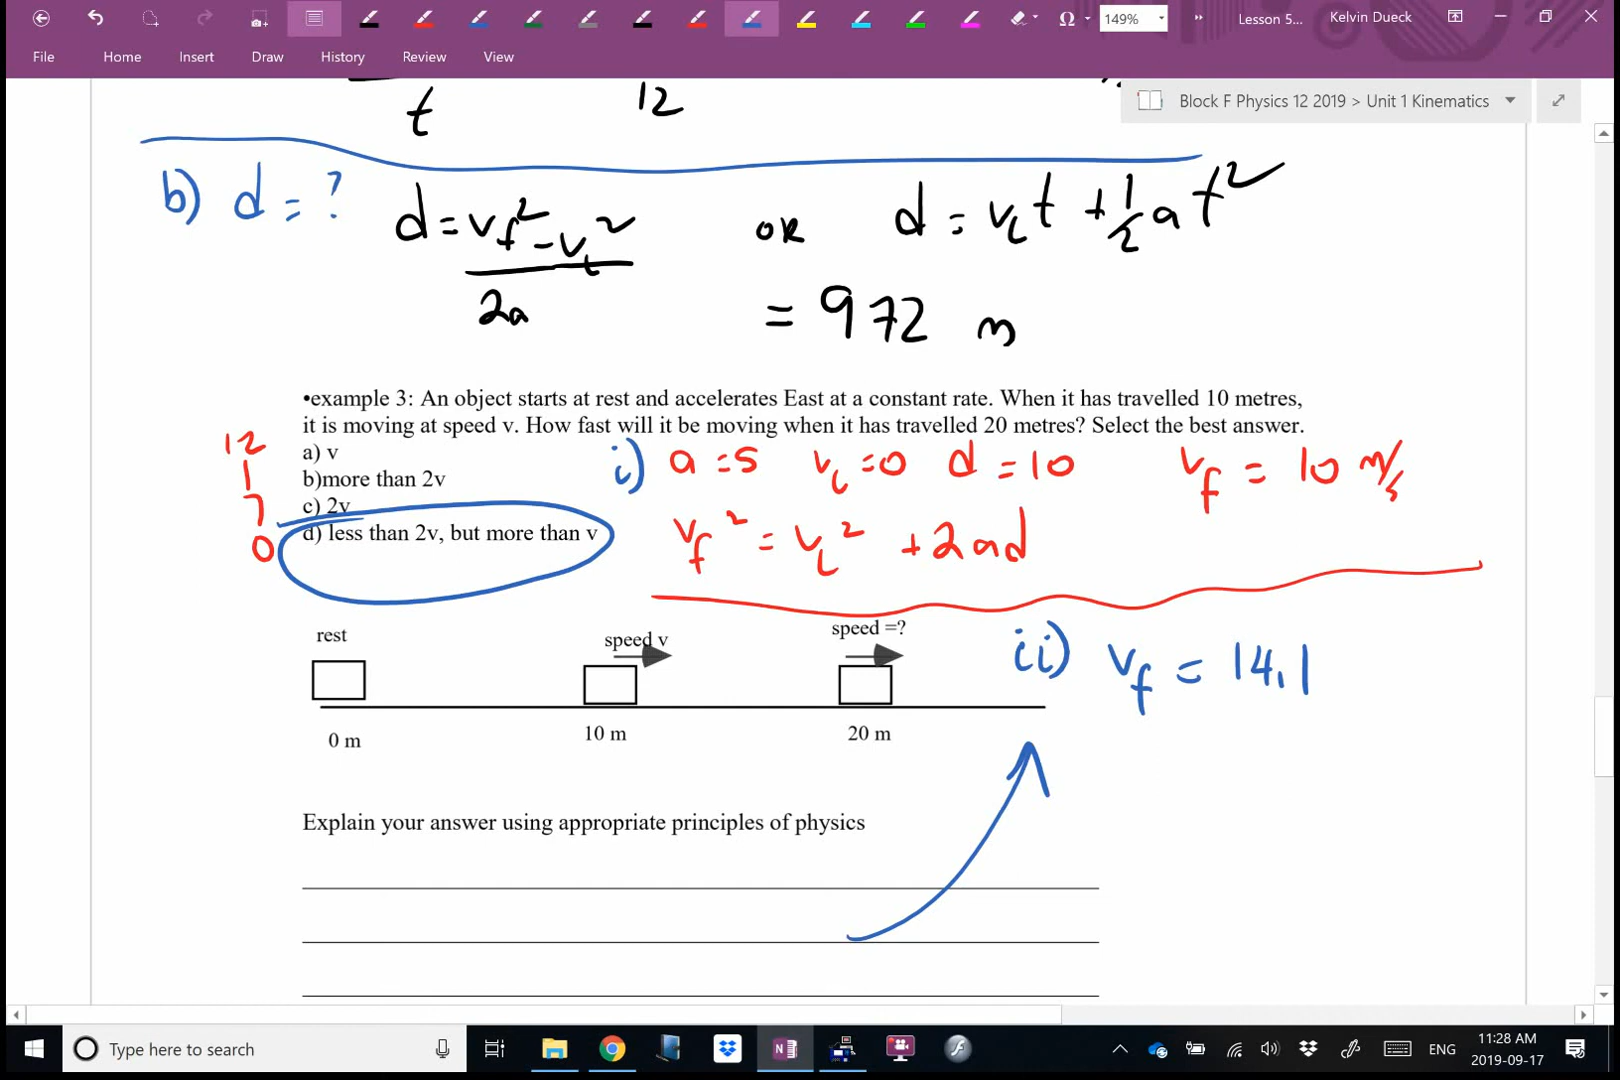 149%
Lesson 5...
Kelvin Dueck
File Home Insert Draw History Review View
Block F Physics 12 2019 > Unit 1 Kinematics
t 12
b) d = ?
d = vf² - vi²
2a
OR
d = vit + 1/2 at²
= 972 m
•example 3: An object starts at rest and accelerates East at a constant rate. When it has travelled 10 metres,
it is moving at speed v. How fast will it be moving when it has travelled 20 metres? Select the best answer.
12 a) v
1 b)more than 2v
7 c) 2v
0 d) less than 2v, but more than v
i) a = 5 vi = 0 d = 10 vf = 10 m/s
vf² = vi² + 2ad
rest
speed v
speed =?
ii) vf = 14.1
0 m
10 m
20 m
Explain your answer using appropriate principles of physics
Type here to search
ENG
11:28 AM
2019-09-17